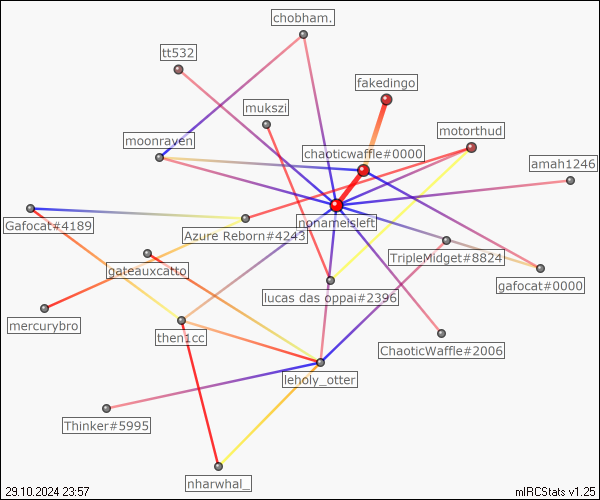 chobham.
tt532
fakedingo
mukszi
motorthud
moonraven
chaoticwaffle#0000
amah1246
nonameisleft
Gafocat#4189
Azure Reborn#4243
TripleMidget#8824
gateauxcatto
gafocat#0000
lucas das oppai#2396
mercurybro
then1cc
ChaoticWaffle#2006
leholy_otter
Thinker#5995
nharwhal_
29.10.2024 23:57
mIRCStats v1.25